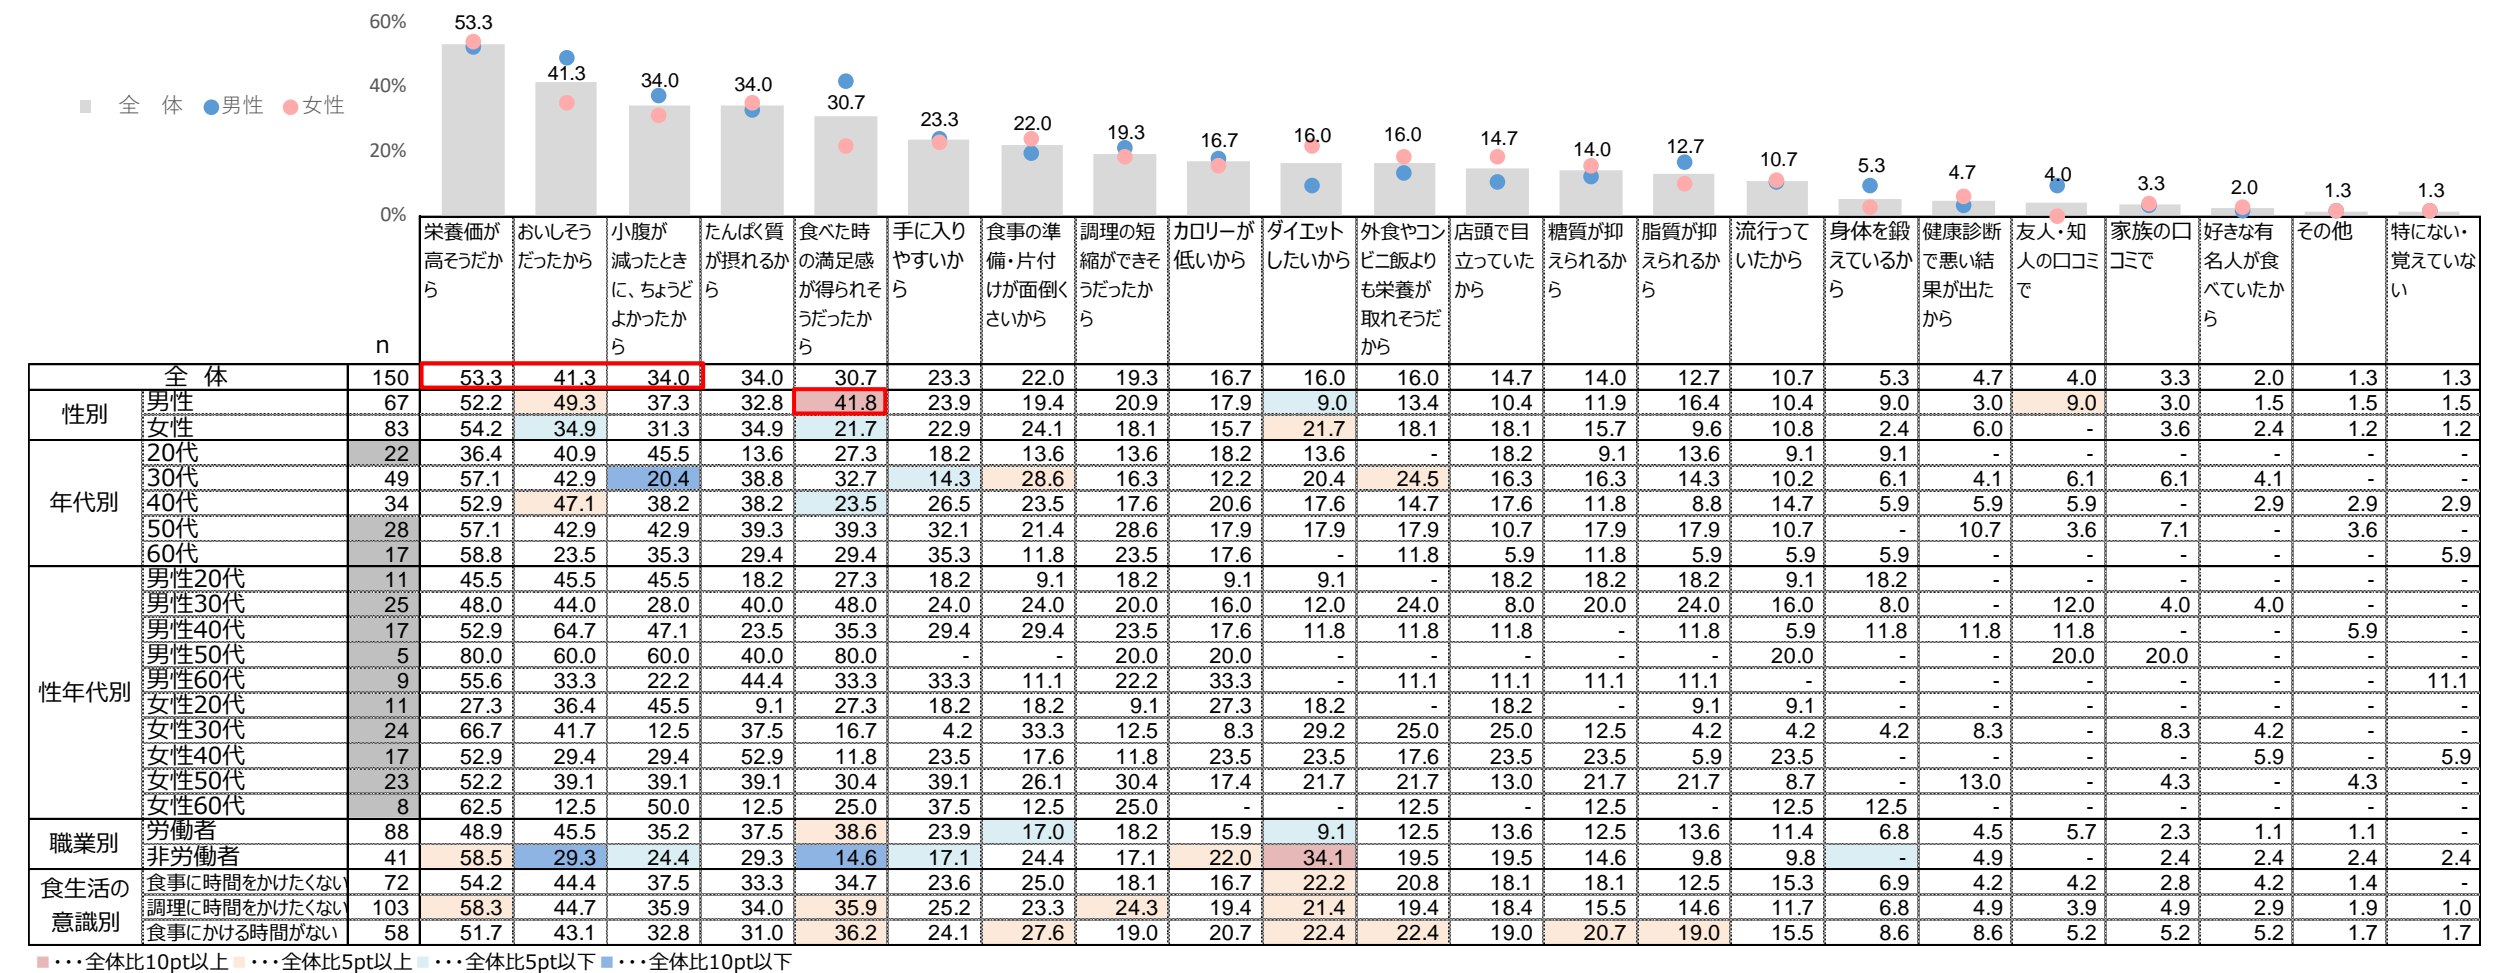 60%
40%
20%
0%
全 体 男性 女性
53.3 41.3 34.0 34.0 30.7 23.3 22.0 19.3 16.7 16.0 16.0 14.7 14.0 12.7 10.7 5.3 4.7 4.0 3.3 2.0 1.3 1.3
n
栄養価が
高そうだか
ら
おいしそう
だったから
小腹が
減ったとき
に、ちょうど
よかったか
ら
たんぱく質
が摂れるか
ら
食べた時
の満足感
が得られそ
うだったか
ら
手に入り
やすいか
ら
食事の準
備・片付
けが面倒く
さいから
調理の短
縮ができそ
うだったか
ら
カロリーが
低いから
ダイエット
したいから
外食やコン
ビニ飯より
も栄養が
取れそうだ
から
店頭で目
立っていた
から
糖質が抑
えられるか
ら
脂質が抑
えられるか
ら
流行って
いたから
身体を鍛
えているか
ら
健康診断
で悪い結
果が出た
から
友人・知
人の口コミ
で
家族の口
コミで
好きな有
名人が食
べていたか
ら
その他
特にない・
覚えていな
い
全 体 150 53.3 41.3 34.0 34.0 30.7 23.3 22.0 19.3 16.7 16.0 16.0 14.7 14.0 12.7 10.7 5.3 4.7 4.0 3.3 2.0 1.3 1.3
性別
男性 67 52.2 49.3 37.3 32.8 41.8 23.9 19.4 20.9 17.9 9.0 13.4 10.4 11.9 16.4 10.4 9.0 3.0 9.0 3.0 1.5 1.5 1.5
女性 83 54.2 34.9 31.3 34.9 21.7 22.9 24.1 18.1 15.7 21.7 18.1 18.1 15.7 9.6 10.8 2.4 6.0 - 3.6 2.4 1.2 1.2
年代別
20代 22 36.4 40.9 45.5 13.6 27.3 18.2 13.6 13.6 18.2 13.6 - 18.2 9.1 13.6 9.1 9.1 - - - - - -
30代 49 57.1 42.9 20.4 38.8 32.7 14.3 28.6 16.3 12.2 20.4 24.5 16.3 16.3 14.3 10.2 6.1 4.1 6.1 6.1 4.1 - -
40代 34 52.9 47.1 38.2 38.2 23.5 26.5 23.5 17.6 20.6 17.6 14.7 17.6 11.8 8.8 14.7 5.9 5.9 5.9 - 2.9 2.9 2.9
50代 28 57.1 42.9 42.9 39.3 39.3 32.1 21.4 28.6 17.9 17.9 17.9 10.7 17.9 17.9 10.7 - 10.7 3.6 7.1 - 3.6 -
60代 17 58.8 23.5 35.3 29.4 29.4 35.3 11.8 23.5 17.6 - 11.8 5.9 11.8 5.9 5.9 5.9 - - - - - 5.9
性年代別
男性20代 11 45.5 45.5 45.5 18.2 27.3 18.2 9.1 18.2 9.1 9.1 - 18.2 18.2 18.2 9.1 18.2 - - - - - -
男性30代 25 48.0 44.0 28.0 40.0 48.0 24.0 24.0 20.0 16.0 12.0 24.0 8.0 20.0 24.0 16.0 8.0 - 12.0 4.0 4.0 - -
男性40代 17 52.9 64.7 47.1 23.5 35.3 29.4 29.4 23.5 17.6 11.8 11.8 11.8 - 11.8 5.9 11.8 11.8 11.8 - - 5.9 -
男性50代 5 80.0 60.0 60.0 40.0 80.0 - - 20.0 20.0 - - - - - 20.0 - - 20.0 20.0 - - -
男性60代 9 55.6 33.3 22.2 44.4 33.3 33.3 11.1 22.2 33.3 - 11.1 11.1 11.1 11.1 - - - - - - - 11.1
女性20代 11 27.3 36.4 45.5 9.1 27.3 18.2 18.2 9.1 27.3 18.2 - 18.2 - 9.1 9.1 - - - - - - -
女性30代 24 66.7 41.7 12.5 37.5 16.7 4.2 33.3 12.5 8.3 29.2 25.0 25.0 12.5 4.2 4.2 4.2 8.3 - 8.3 4.2 - -
女性40代 17 52.9 29.4 29.4 52.9 11.8 23.5 17.6 11.8 23.5 23.5 17.6 23.5 23.5 5.9 23.5 - - - - 5.9 - 5.9
女性50代 23 52.2 39.1 39.1 39.1 30.4 39.1 26.1 30.4 17.4 21.7 21.7 13.0 21.7 21.7 8.7 - 13.0 - 4.3 - 4.3 -
女性60代 8 62.5 12.5 50.0 12.5 25.0 37.5 12.5 25.0 - - 12.5 - 12.5 - 12.5 12.5 - - - - - -
職業別
労働者 88 48.9 45.5 35.2 37.5 38.6 23.9 17.0 18.2 15.9 9.1 12.5 13.6 12.5 13.6 11.4 6.8 4.5 5.7 2.3 1.1 1.1 -
非労働者 41 58.5 29.3 24.4 29.3 14.6 17.1 24.4 17.1 22.0 34.1 19.5 19.5 14.6 9.8 9.8 - 4.9 - 2.4 2.4 2.4 2.4
食生活の
意識別
食事に時間をかけたくない 72 54.2 44.4 37.5 33.3 34.7 23.6 25.0 18.1 16.7 22.2 20.8 18.1 18.1 12.5 15.3 6.9 4.2 4.2 2.8 4.2 1.4 -
調理に時間をかけたくない 103 58.3 44.7 35.9 34.0 35.9 25.2 23.3 24.3 19.4 21.4 19.4 18.4 15.5 14.6 11.7 6.8 4.9 3.9 4.9 2.9 1.9 1.0
食事にかける時間がない 58 51.7 43.1 32.8 31.0 36.2 24.1 27.6 19.0 20.7 22.4 22.4 19.0 20.7 19.0 15.5 8.6 8.6 5.2 5.2 5.2 1.7 1.7
・・・全体比10pt以上 ・・・全体比5pt以上 ・・・全体比5pt以下 ・・・全体比10pt以下